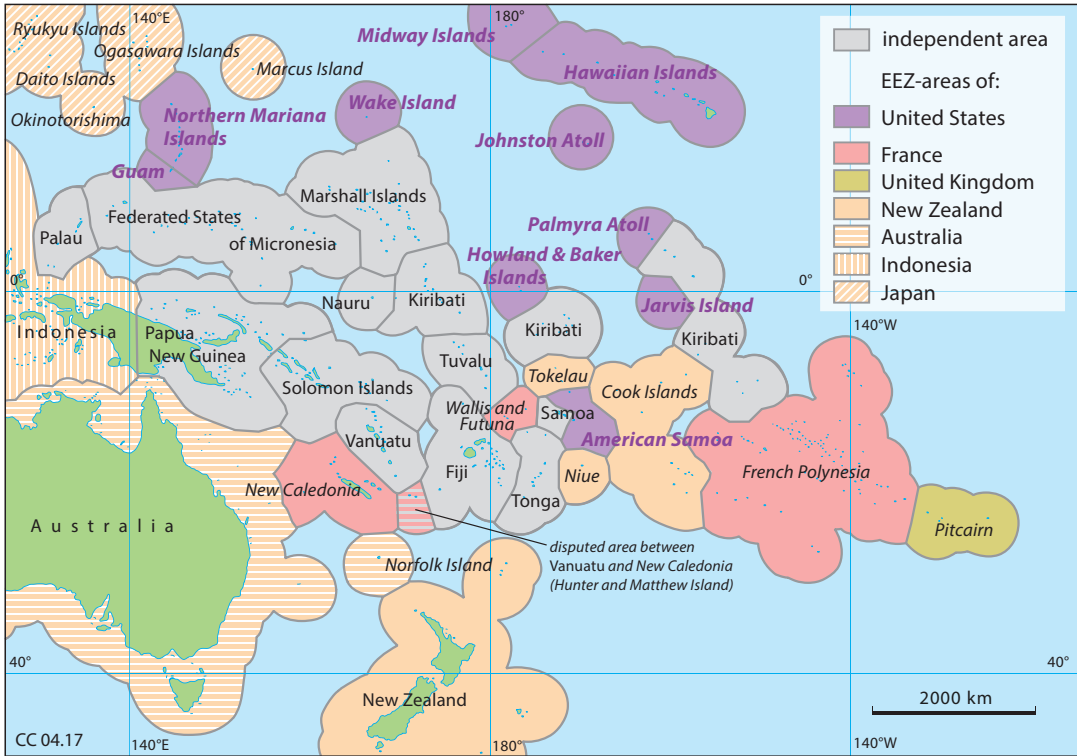 140°E
180°
Ryukyu Islands
Ogasawara Islands
Daito Islands
Okinotorishima
Marcus Island
Midway Islands
Hawaiian Islands
Northern Mariana
Islands
Wake Island
Johnston Atoll
Guam
Marshall Islands
Federated States
of Micronesia
Palau
Palmyra Atoll
Howland & Baker
Islands
0°
0°
Nauru
Kiribati
Jarvis Island
Indonesia
Papua
New Guinea
Kiribati
Kiribati
140°W
Solomon Islands
Tuvalu
Tokelau
Cook Islands
Wallis and
Futuna
Samoa
American Samoa
Vanuatu
Fiji
Niue
French Polynesia
New Caledonia
Tonga
Australia
Pitcairn
disputed area between
Vanuatu and New Caledonia
(Hunter and Matthew Island)
Norfolk Island
40°
40°
New Zealand
2000 km
CC 04.17
140°E
180°
140°W
independent area
EEZ-areas of:
United States
France
United Kingdom
New Zealand
Australia
Indonesia
Japan